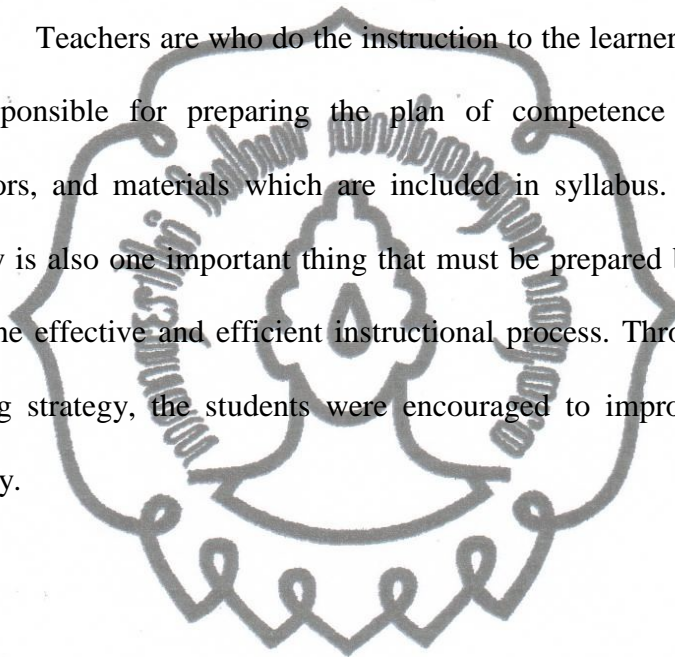 Teachers are who do the instruction to the learner
ponsible for preparing the plan of competence
ors, and materials which are included in syllabus.
y is also one important thing that must be prepared b
ne effective and efficient instructional process. Thro
g strategy, the students were encouraged to impro
y.